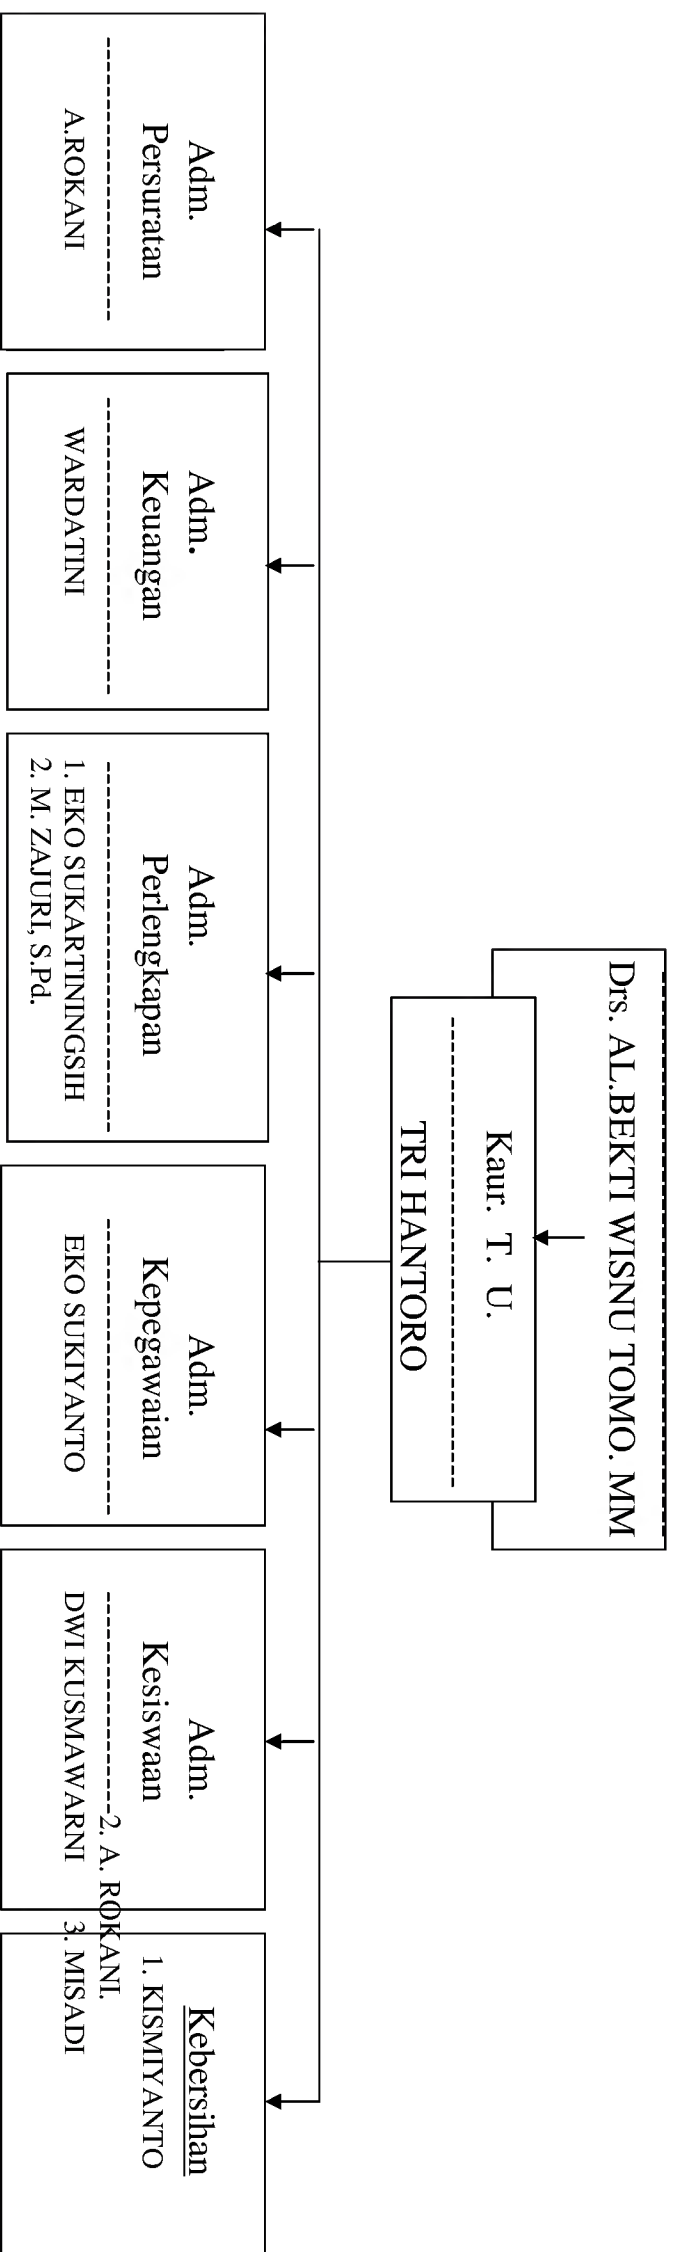 Drs. AL.BEKTI WISNU TOMO. MM
Kaur. T. U.
TRI HANTORO
Adm.
Persuratan
A.ROKANI
Adm.
Keuangan
WARDATINI
Adm.
Perlengkapan
1. EKO SUKARTININGSIH
2. M. ZAJURI, S.Pd.
Adm.
Kepegawaian
EKO SUKIYANTO
Adm.
Kesiswaan
DWI KUSMAWARNI
Kebersihan
1. KISMIYANTO
2. A. ROKANI.
3. MISADI